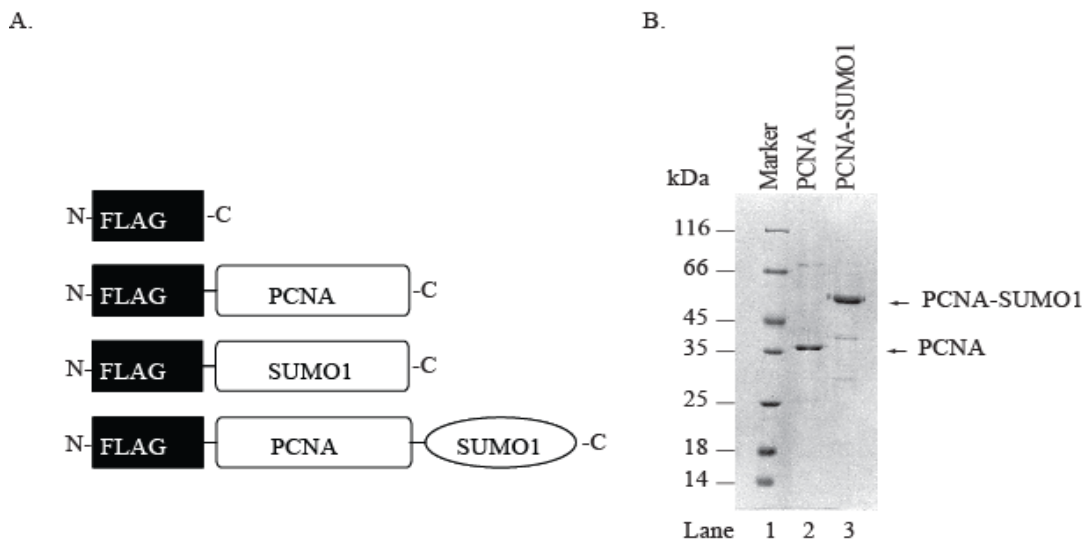 A.
N- FLAG -C
N- FLAG PCNA -C
N- FLAG SUMO1 -C
N- FLAG PCNA SUMO1 -C
B.
kDa
Marker
PCNA
PCNA-SUMO1
116
66
45
35
25
18
14
PCNA-SUMO1
PCNA
Lane 1 2 3